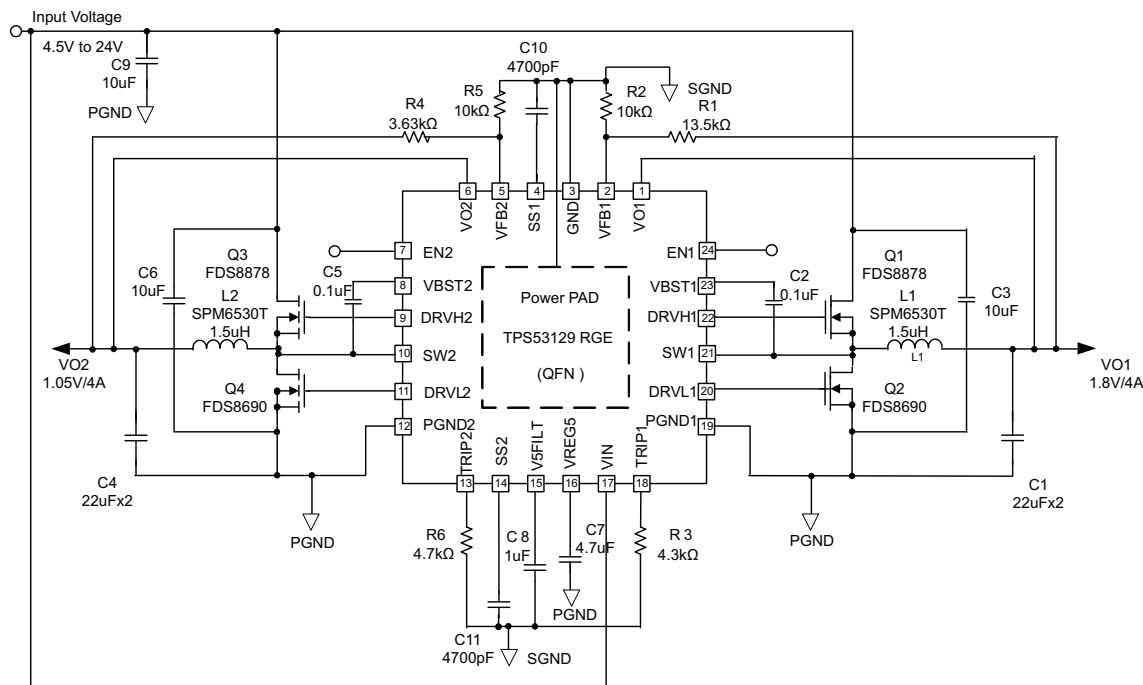 Input Voltage
4.5V to 24V
C9
10uF
PGND
C10
4700pF
R5
10kΩ
R4
3.63kΩ
R2
10kΩ
SGND
R1
13.5kΩ
6
5
4
3
2
1
VO2
VFB2
SS1
GND
VFB1
VO1
7
EN2
EN1
24
8
VBST2
VBST1
23
9
DRVH2
DRVH1
22
10
SW2
SW1
21
11
DRVL2
DRVL1
20
12
PGND2
PGND1
19
Power PAD
TPS53129 RGE
(QFN )
Q3
FDS8878
C6
10uF
L2
SPM6530T
1.5uH
C5
0.1uF
VO2
1.05V/4A
Q4
FDS8690
C4
22uFx2
PGND
Q1
FDS8878
C2
0.1uF
L1
SPM6530T
1.5uH
L1
C3
10uF
VO1
1.8V/4A
Q2
FDS8690
C1
22uFx2
PGND
TRIP2
SS2
V5FILT
VREG5
VIN
TRIP1
13
14
15
16
17
18
R6
4.7kΩ
C 8
1uF
C7
4.7uF
R 3
4.3kΩ
PGND
C11
4700pF
SGND